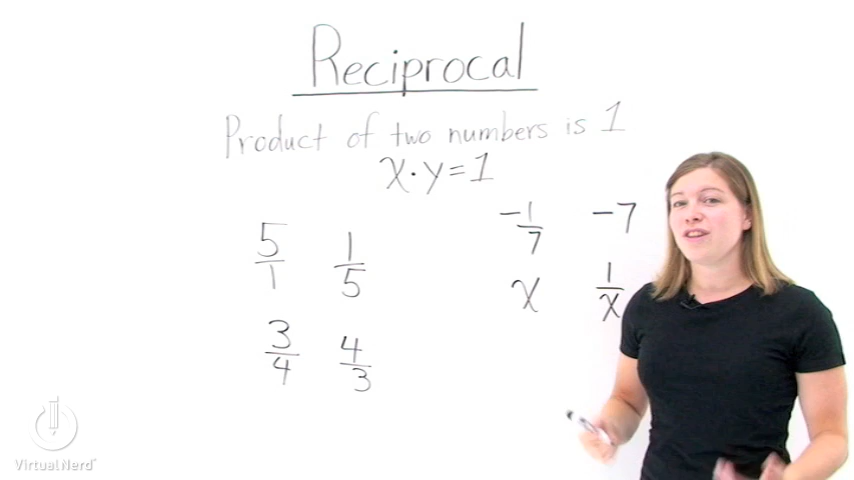 Reciprocal
Product of two numbers is 1
x·y=1
5/1 1/5
3/4 4/3
-1/7 -7
x 1/x
VirtualNerd™